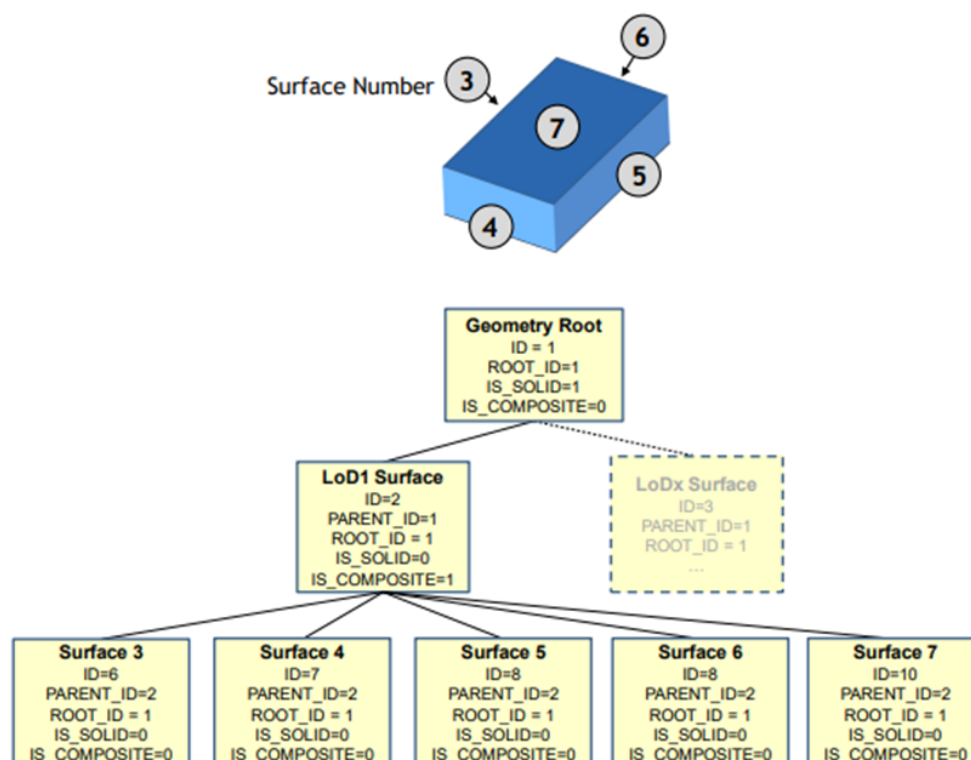 6
Surface Number 3
7
5
4
Geometry Root
ID = 1
ROOT_ID=1
IS_SOLID=1
IS_COMPOSITE=0
LoD1 Surface
ID=2
PARENT_ID=1
ROOT_ID = 1
IS_SOLID=0
IS_COMPOSITE=1
LoDx Surface
ID=3
PARENT_ID=1
ROOT_ID = 1
...
Surface 3
ID=6
PARENT_ID=2
ROOT_ID = 1
IS_SOLID=0
IS_COMPOSITE=0
Surface 4
ID=7
PARENT_ID=2
ROOT_ID = 1
IS_SOLID=0
IS_COMPOSITE=0
Surface 5
ID=8
PARENT_ID=2
ROOT_ID = 1
IS_SOLID=0
IS_COMPOSITE=0
Surface 6
ID=8
PARENT_ID=2
ROOT_ID = 1
IS_SOLID=0
IS_COMPOSITE=0
Surface 7
ID=10
PARENT_ID=2
ROOT_ID = 1
IS_SOLID=0
IS_COMPOSITE=0